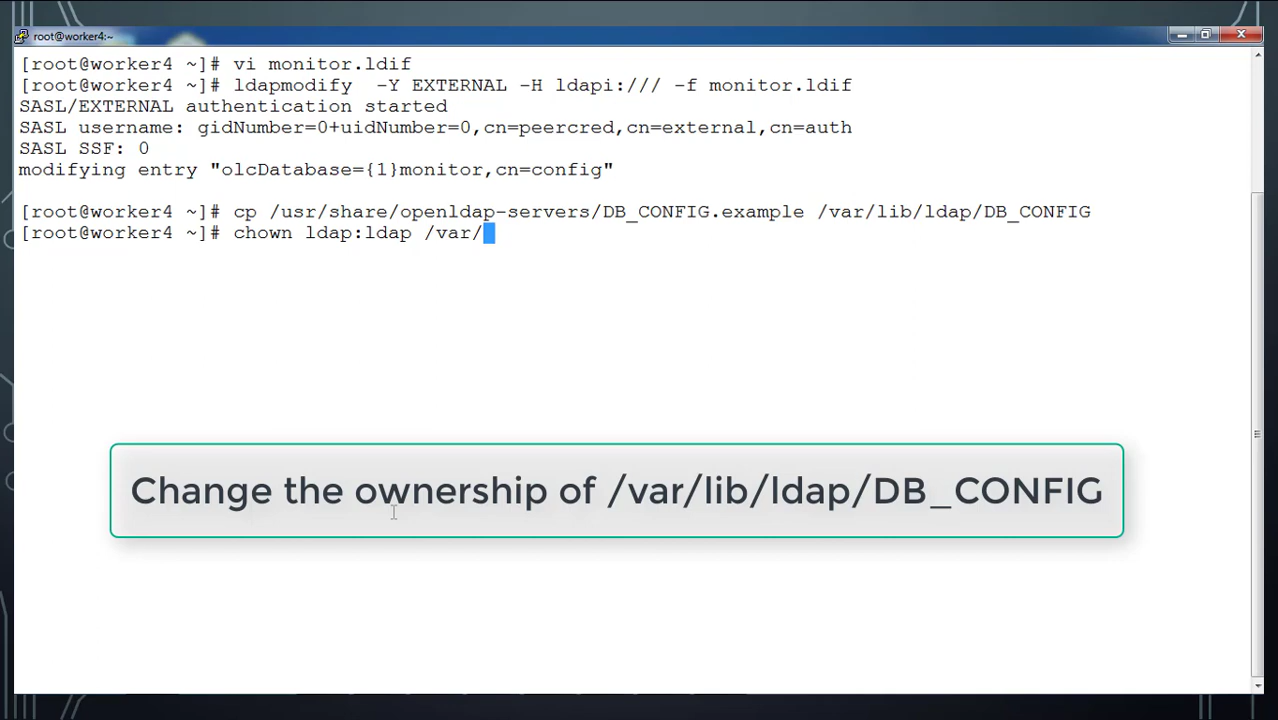 root@worker4:~
[root@worker4 ~]# vi monitor.ldif
[root@worker4 ~]# ldapmodify  -Y EXTERNAL -H ldapi:/// -f monitor.ldif
SASL/EXTERNAL authentication started
SASL username: gidNumber=0+uidNumber=0,cn=peercred,cn=external,cn=auth
SASL SSF: 0
modifying entry "olcDatabase={1}monitor,cn=config"
[root@worker4 ~]# cp /usr/share/openldap-servers/DB_CONFIG.example /var/lib/ldap/DB_CONFIG
[root@worker4 ~]# chown ldap:ldap /var/
Change the ownership of /var/lib/ldap/DB_CONFIG